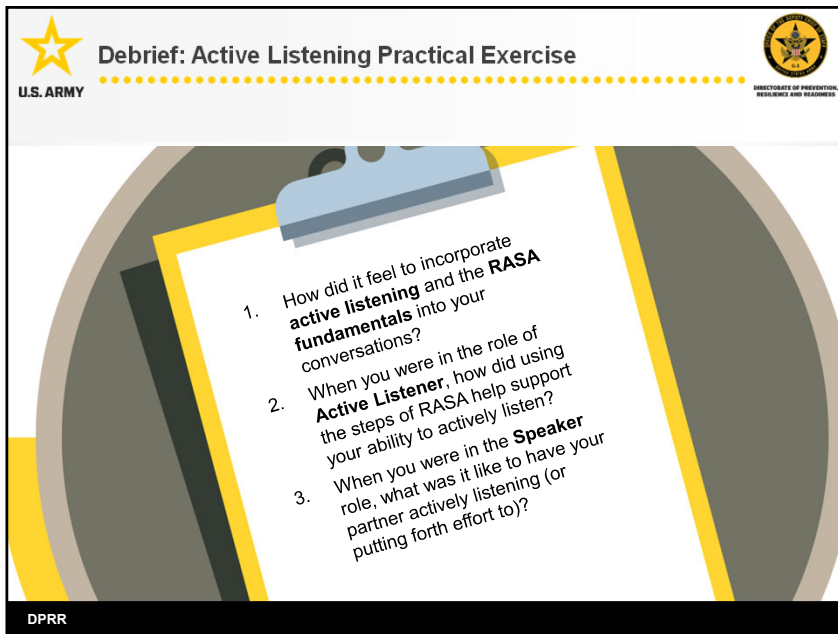 Debrief: Active Listening Practical Exercise
U.S. ARMY
DIRECTORATE OF PREVENTION,
RESILIENCE AND READINESS
1. How did it feel to incorporate
active listening and the RASA
fundamentals into your
conversations?
2. When you were in the role of
Active Listener, how did using
the steps of RASA help support
your ability to actively listen?
3. When you were in the Speaker
role, what was it like to have your
partner actively listening (or
putting forth effort to)?
DPRR